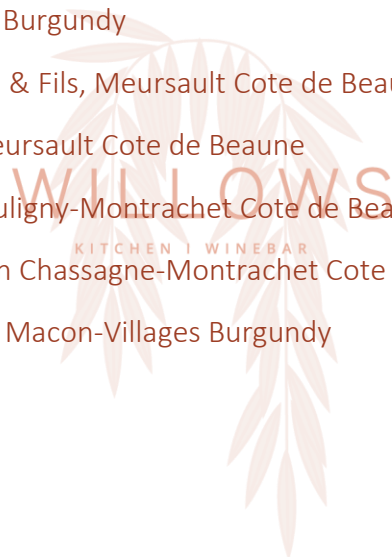 Burgundy
& Fils, Meursault Cote de Beau
eursault Cote de Beaune
WILLOWS
uligny-Montrachet Cote de Bea
KITCHEN | WINEBAR
n Chassagne-Montrachet Cote
Macon-Villages Burgundy